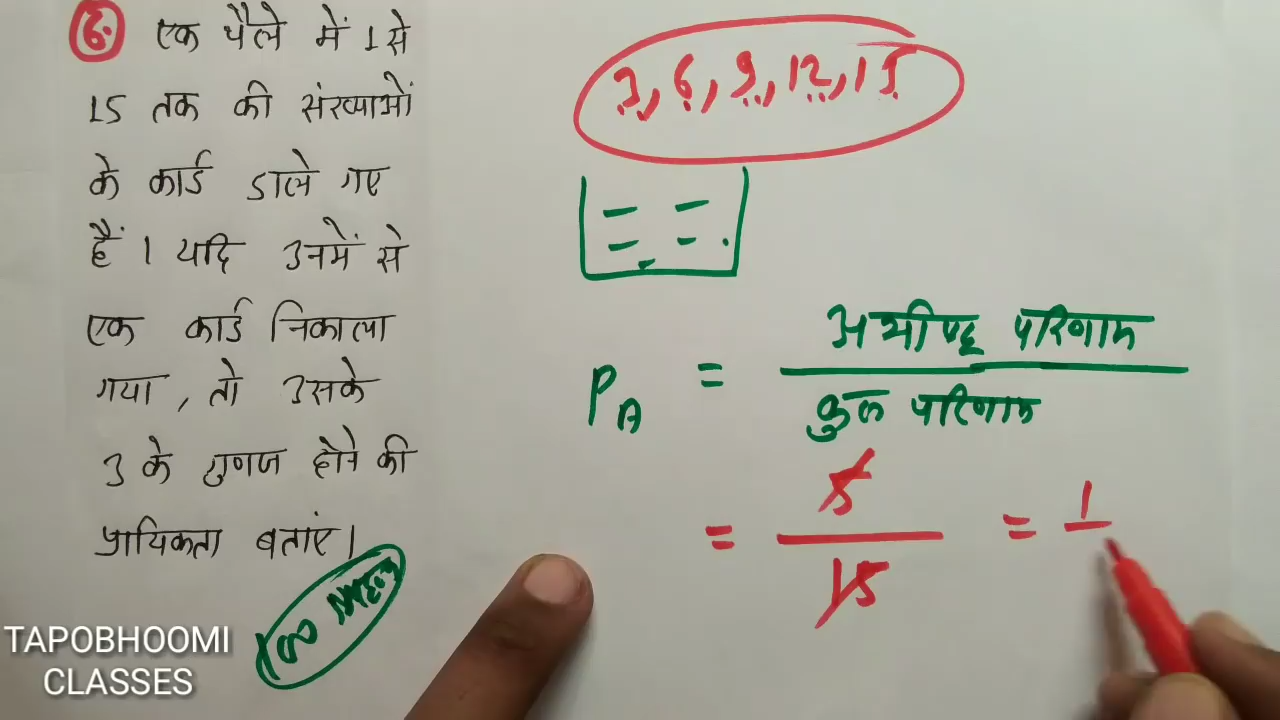 एक थैले में 1 से
15 तक की संख्याओं
के कार्ड डाले गए
हैं । यदि उनमें से
एक कार्ड निकाला
गया , तो उसके
3 के गुणज होने की
प्रायिकता बताएं।
TAPOBHOOMI
CLASSES
3, 6, 9, 12, 15
P_A = अभीष्ट परिणाम
कुल परिणाम
= 5 = 1
15